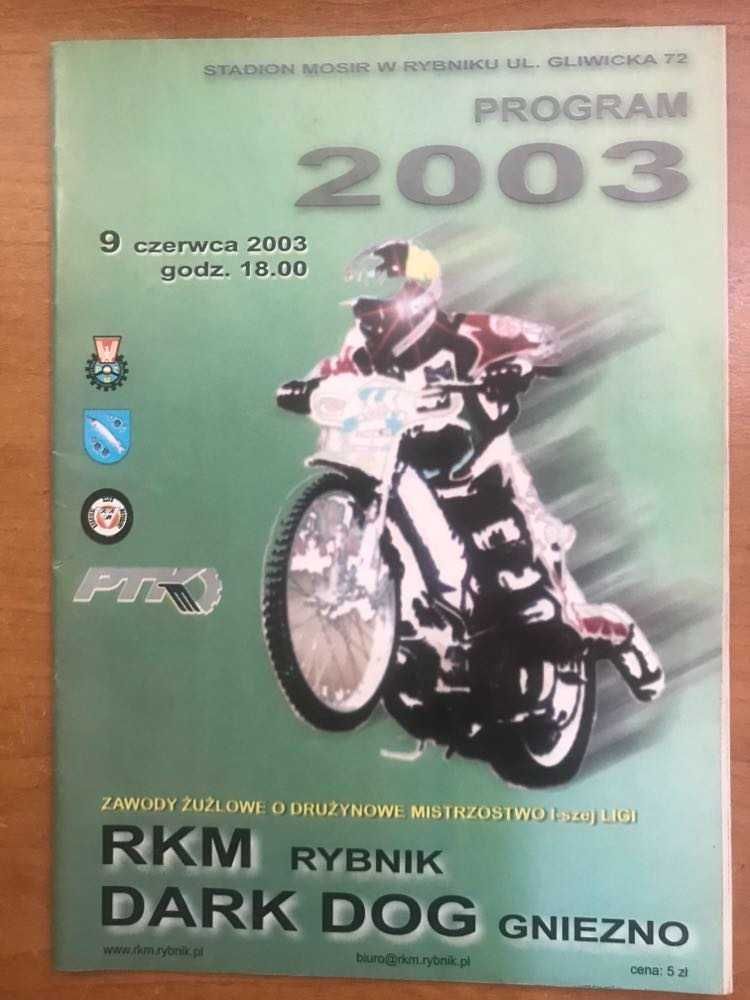 STADION MOSIR W RYBNIKU UL. GLIWICKA 72
PROGRAM
2003
9 czerwca 2003
godz. 18.00
PTK
ZAWODY ŻUŻLOWE O DRUŻYNOWE MISTRZOSTWO I-szej LIGI
RKM RYBNIK
DARK DOG GNIEZNO
www.rkm.rybnik.pl
biuro@rkm.rybnik.pl
cena: 5 zł